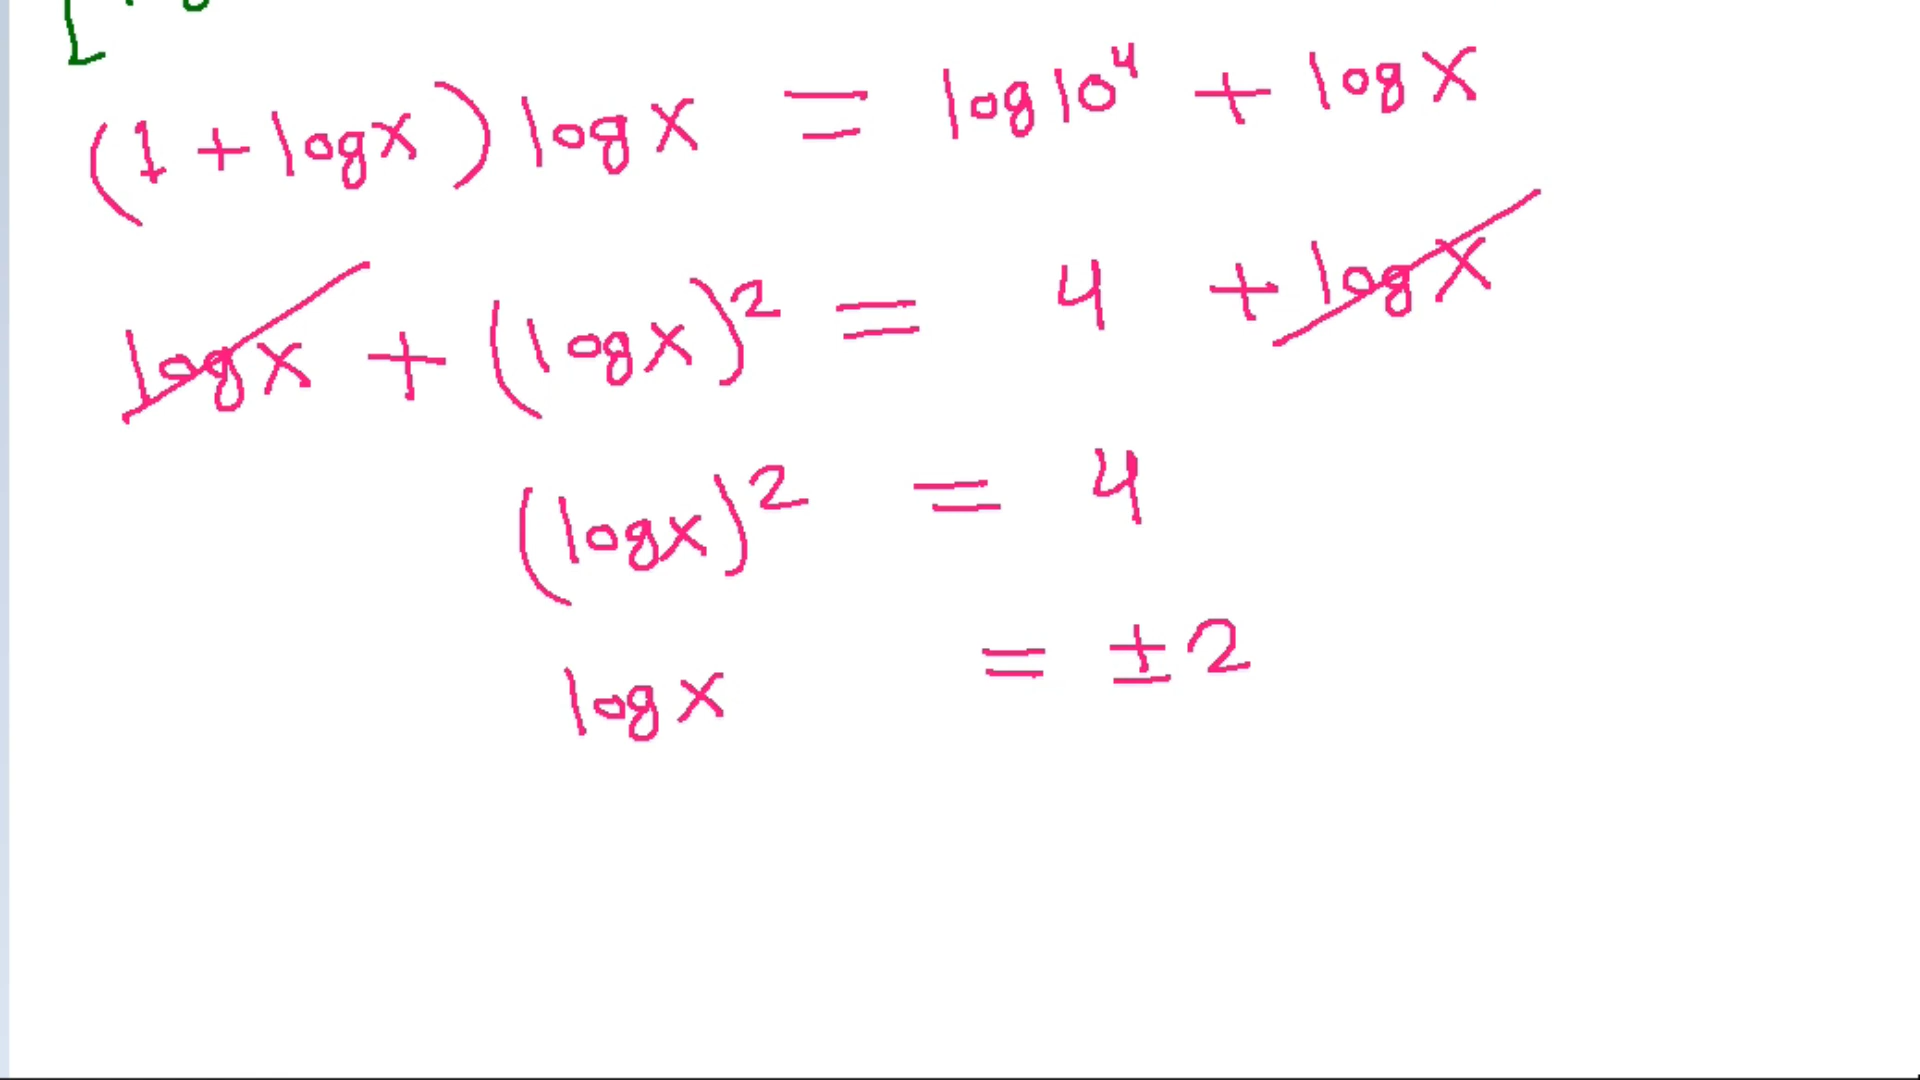 (1 + log x) log x = log 10⁴ + log x
log x + (log x)² = 4 + log x
(log x)² = 4
log x = ± 2